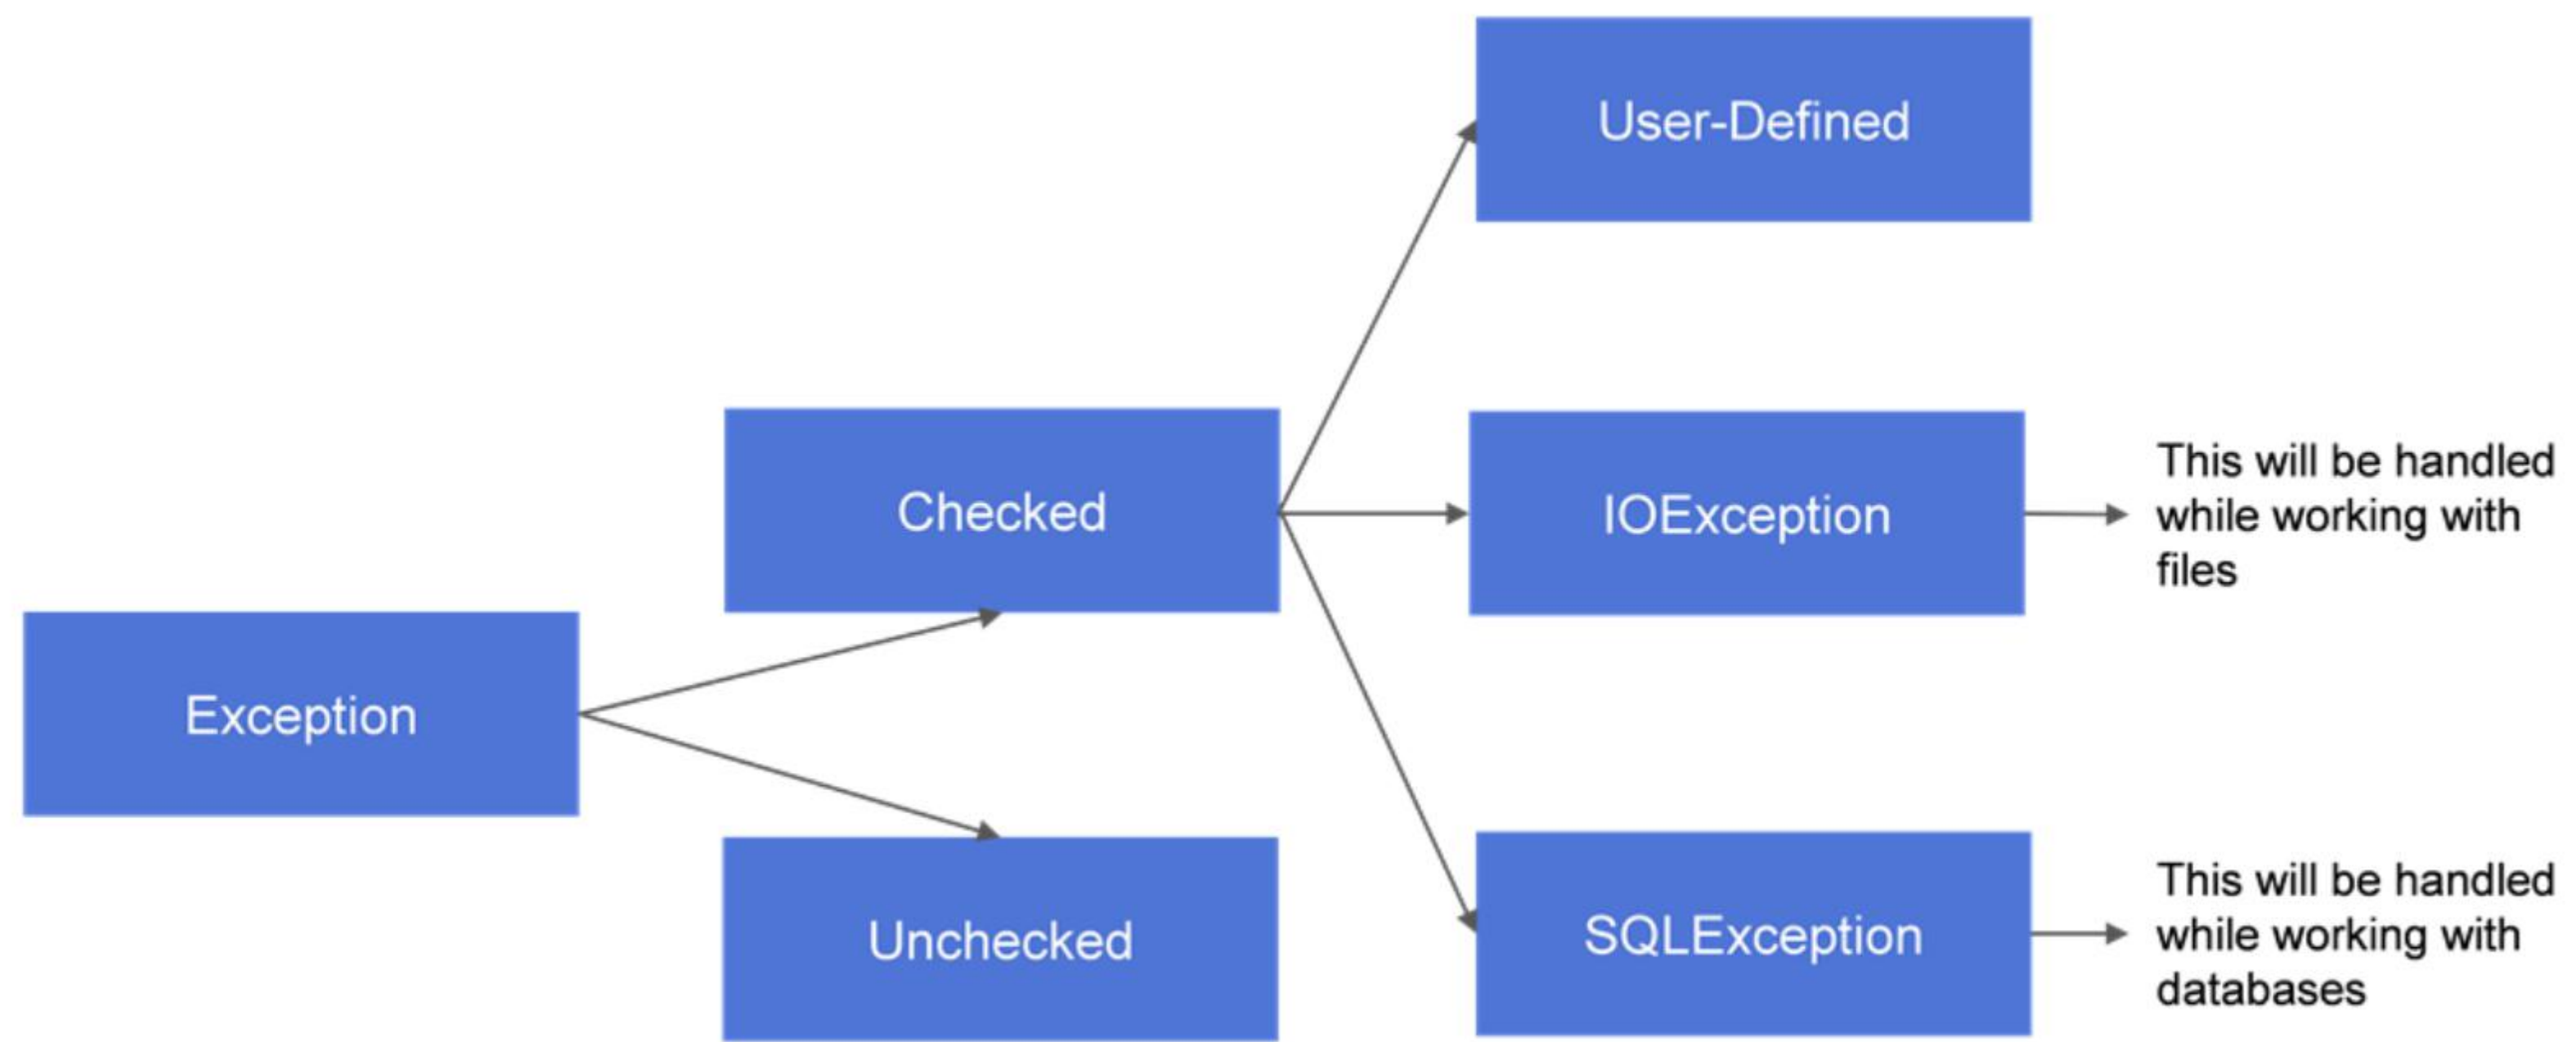 User-Defined
Checked
IOException
This will be handled
while working with
files
Exception
Unchecked
SQLException
This will be handled
while working with
databases